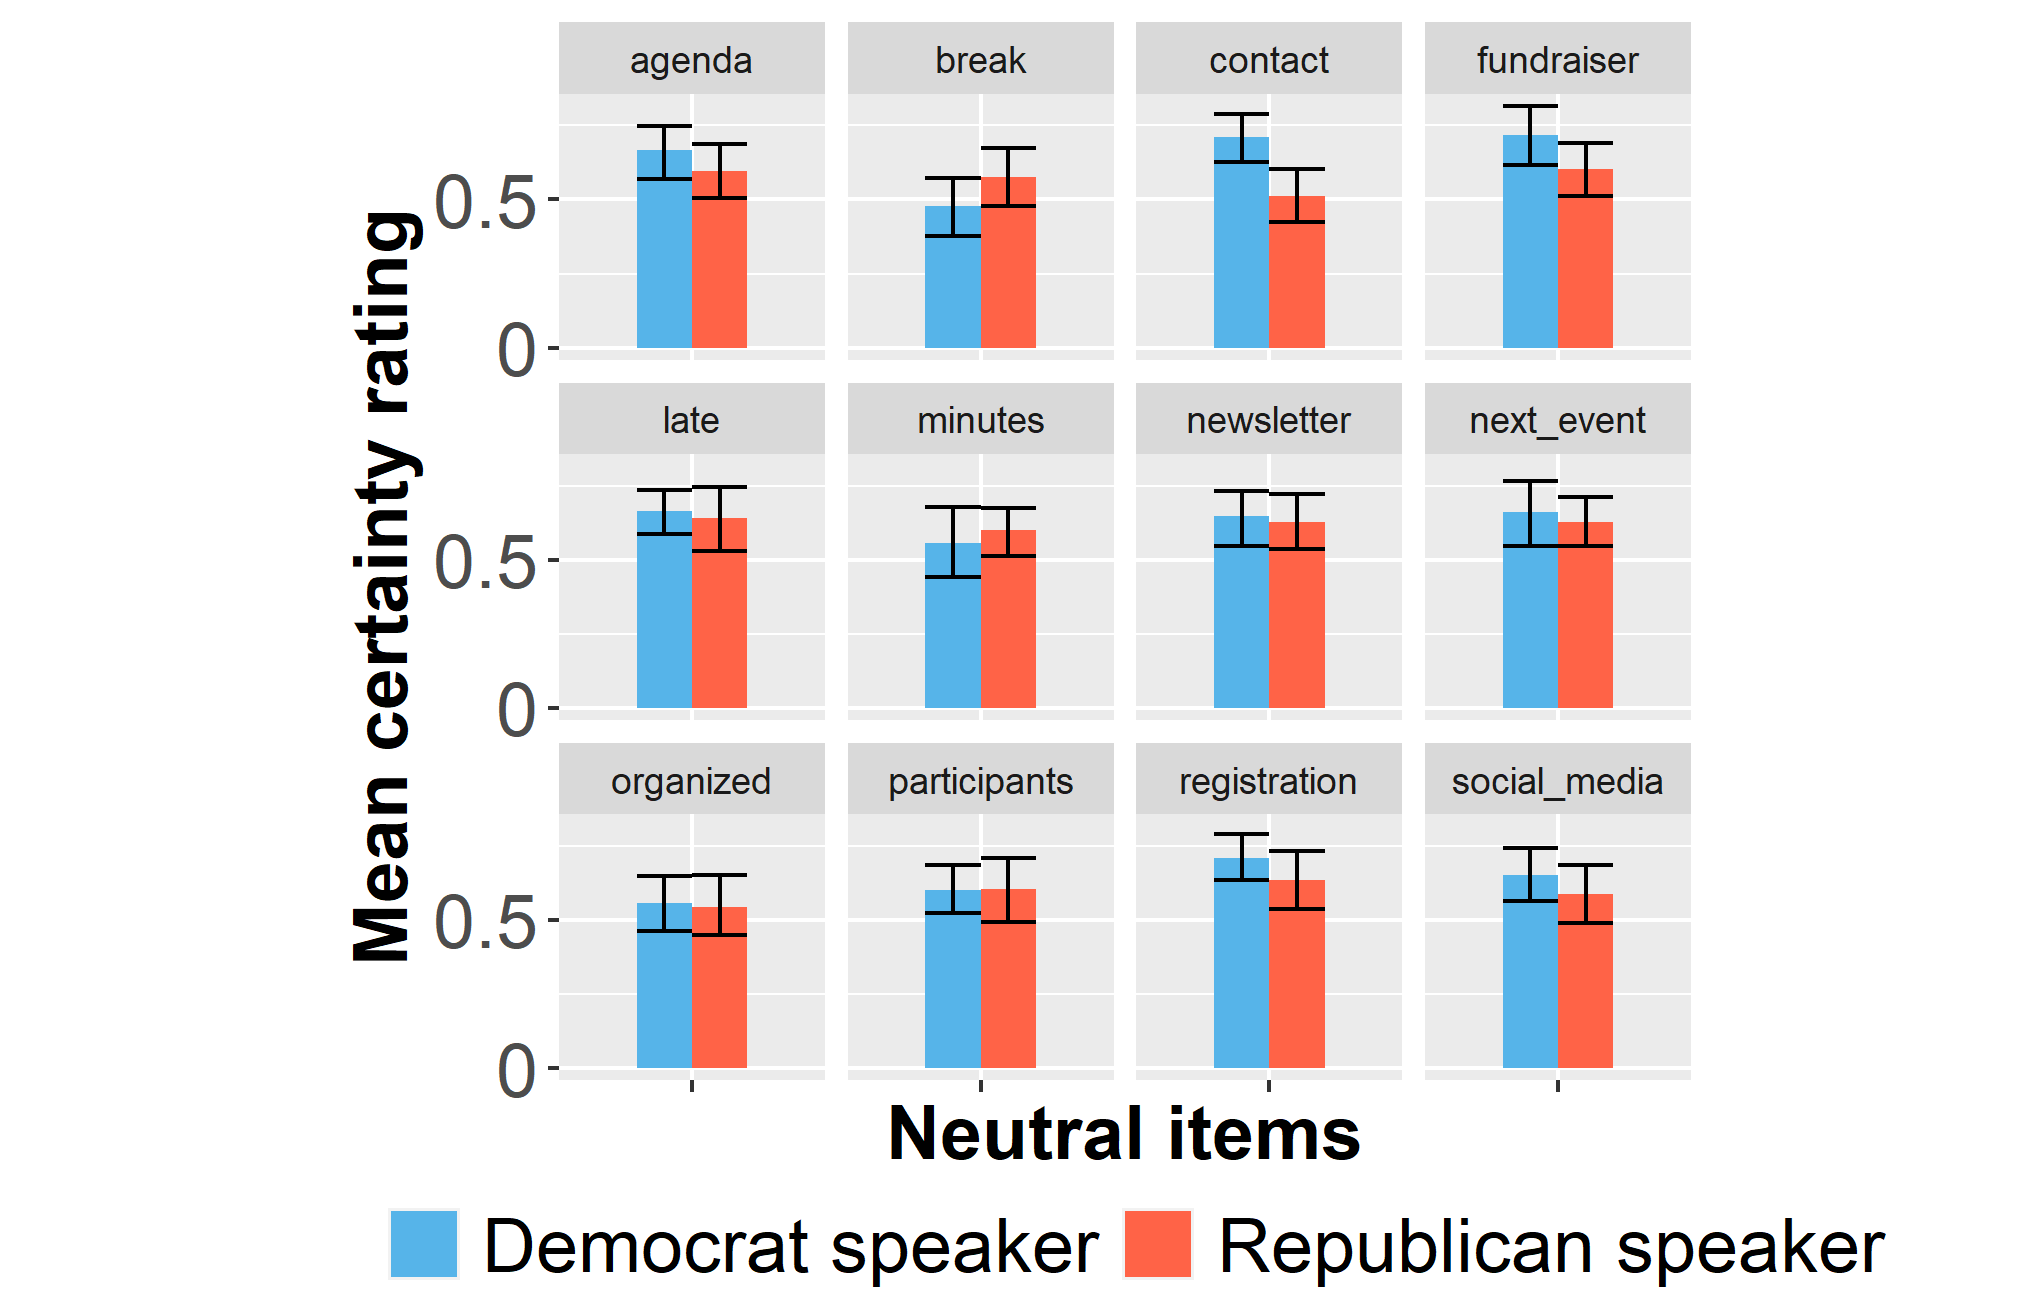 agenda break contact fundraiser
0.5
0
late minutes newsletter next_event
0.5
0
organized participants registration social_media
0.5
0
Mean certainty rating
Neutral items
Democrat speaker Republican speaker